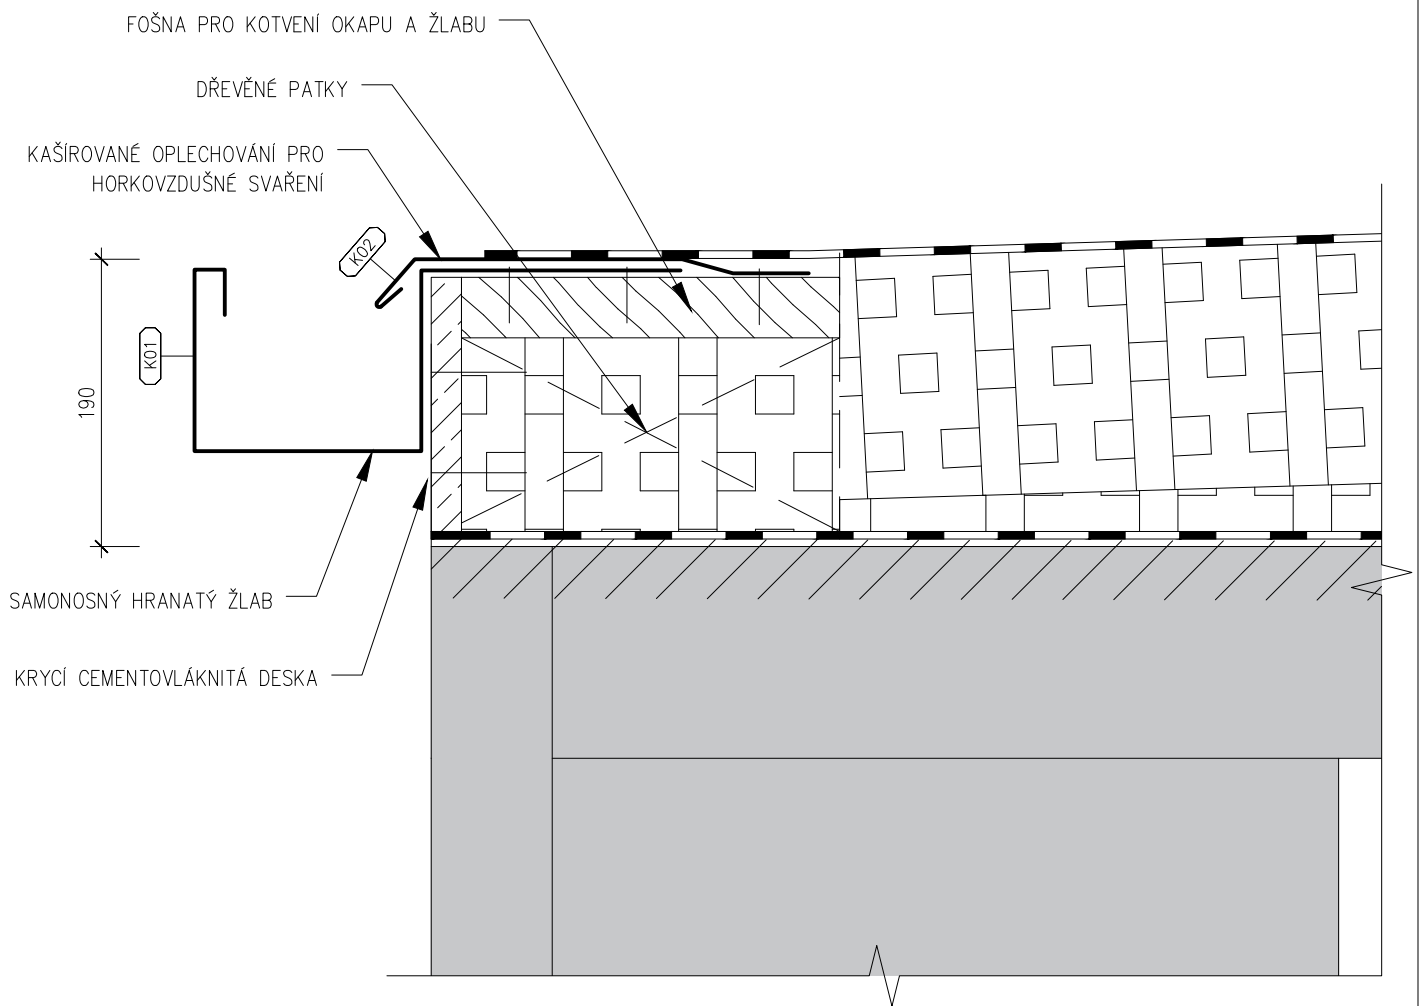 FOŠNA PRO KOTVENÍ OKAPU A ŽLABU
DŘEVĚNÉ PATKY
KAŠÍROVANÉ OPLECHOVÁNÍ PRO
HORKOVZDUŠNÉ SVAŘENÍ
K02
K01
190
SAMONOSNÝ HRANATÝ ŽLAB
KRYCÍ CEMENTOVLÁKNITÁ DESKA